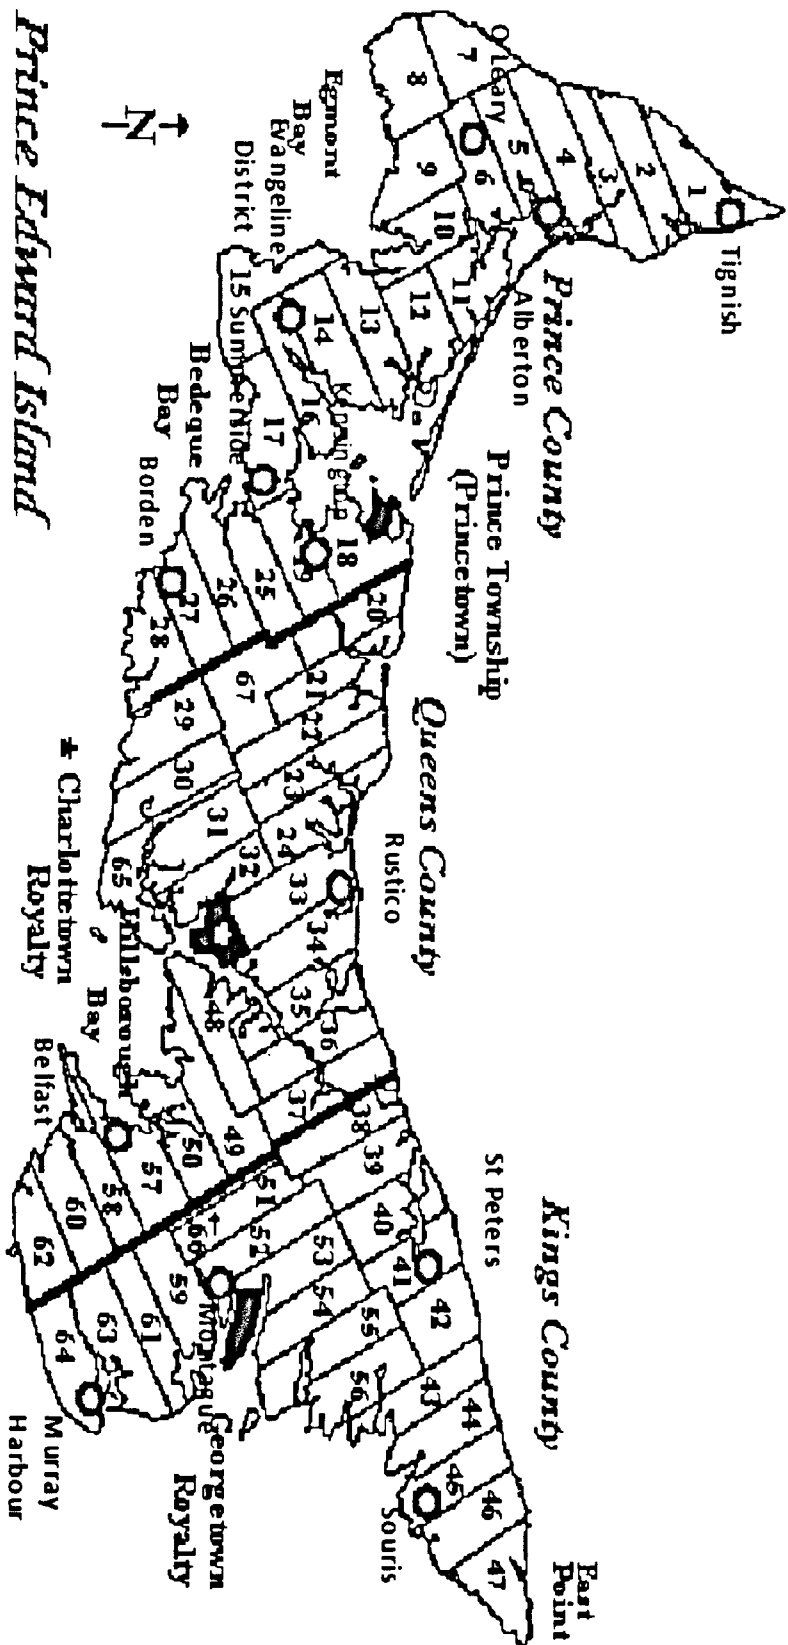 Tignish
1
2
3
4
5
O'Leary
7
8
6
9
10
Alberton
11
12
13
14
15
16
17
18
19
Prince County
Egmont
Bay
Evangeline
District
Summerside
Kensington
Prince Township
(Princetown)
Bedeque
Bay
Borden
20
25
26
27
28
Queens County
Rustico
21
22
67
23
24
29
30
31
32
33
34
35
36
37
65
48
49
50
57
58
60
62
Charlottetown
Royalty
Hillsborough
Bay
Belfast
Kings County
St Peters
38
39
40
41
42
43
44
45
46
47
51
52
53
54
55
56
66
59
61
63
64
East
Point
Souris
Montague
Georgetown
Royalty
Murray
Harbour
N
Prince Edward Island